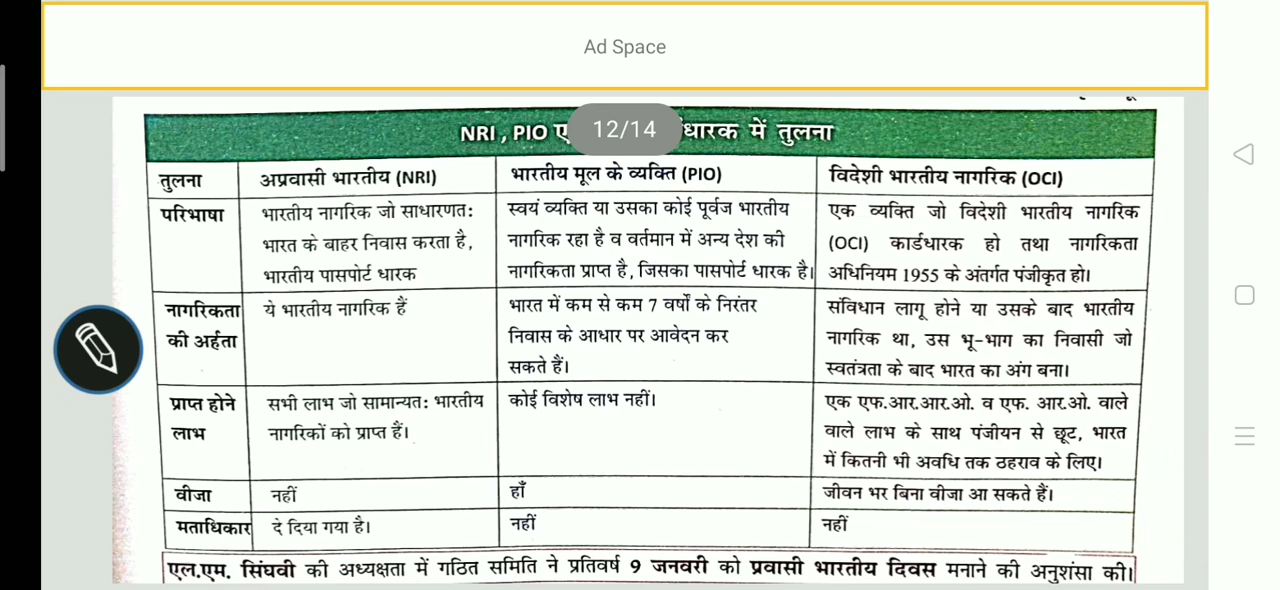 Ad Space
12/14
NRI , PIO ए र्डधारक में तुलना
तुलना
अप्रवासी भारतीय (NRI)
भारतीय मूल के व्यक्ति (PIO)
विदेशी भारतीय नागरिक (OCI)
परिभाषा
भारतीय नागरिक जो साधारणतः
भारत के बाहर निवास करता है,
भारतीय पासपोर्ट धारक
स्वयं व्यक्ति या उसका कोई पूर्वज भारतीय
नागरिक रहा है व वर्तमान में अन्य देश की
नागरिकता प्राप्त है, जिसका पासपोर्ट धारक है।
एक व्यक्ति जो विदेशी भारतीय नागरिक
(OCI) कार्डधारक हो तथा नागरिकता
अधिनियम 1955 के अंतर्गत पंजीकृत हो।
नागरिकता
की अर्हता
ये भारतीय नागरिक हैं
भारत में कम से कम 7 वर्षों के निरंतर
निवास के आधार पर आवेदन कर
सकते हैं।
संविधान लागू होने या उसके बाद भारतीय
नागरिक था, उस भू-भाग का निवासी जो
स्वतंत्रता के बाद भारत का अंग बना।
प्राप्त होने
लाभ
सभी लाभ जो सामान्यतः भारतीय
नागरिकों को प्राप्त हैं।
कोई विशेष लाभ नहीं।
एक एफ.आर.आर.ओ. व एफ. आर.ओ. वाले
वाले लाभ के साथ पंजीयन से छूट, भारत
में कितनी भी अवधि तक ठहराव के लिए।
वीजा
नहीं
हाँ
जीवन भर बिना वीजा आ सकते हैं।
मताधिकार
दे दिया गया है।
नहीं
नहीं
एल.एम. सिंघवी की अध्यक्षता में गठित समिति ने प्रतिवर्ष 9 जनवरी को प्रवासी भारतीय दिवस मनाने की अनुशंसा की।